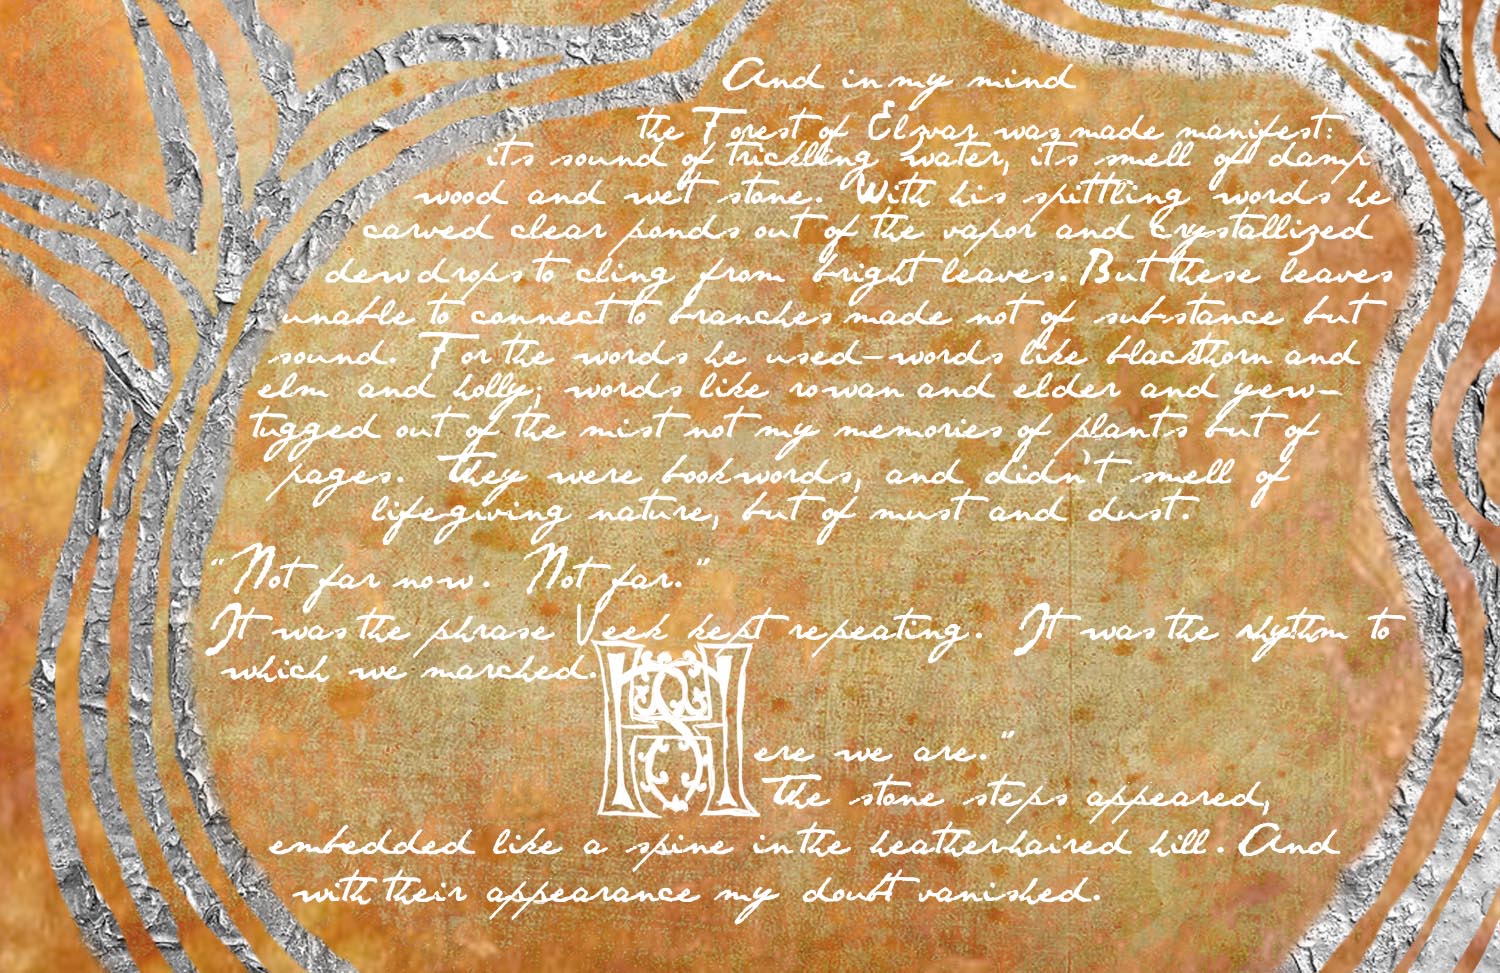 And in my mind
the Forest of Elzvar was made manifest:
its sound of trickling water, its smell of damp
wood and wet stone. With his spittling words he
carved clear ponds out of the vapor and crystallized
dewdrops to cling from bright leaves. But these leaves
unable to connect to branches made not of substance but
sound. For the words he used–words like blackthorn and
elm and holly; words like rowan and elder and yew–
tugged out of the mist not my memories of plants but of
pages. They were bookwords, and didn't smell of
lifegiving nature, but of must and dust.
"Not far now. Not far."
It was the phrase Veek kept repeating. It was the rhythm to
which we marched.
Here we are."
The stone steps appeared,
embedded like a spine in the heatherhaired hill. And
with their appearance my doubt vanished.